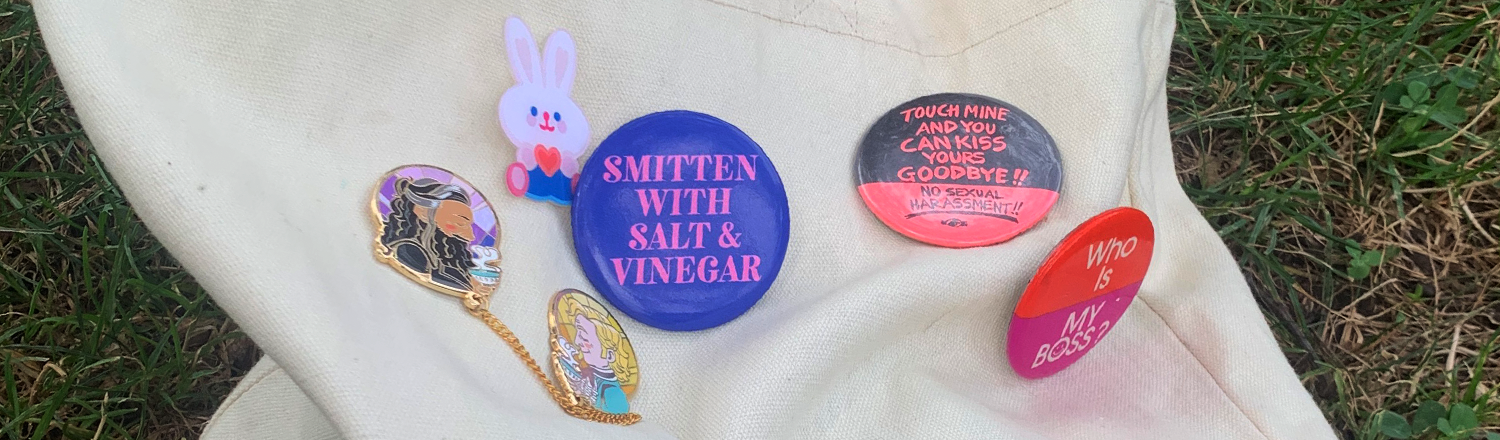 SMITTEN
WITH
SALT &
VINEGAR
TOUCH MINE
AND YOU
CAN KISS
YOURS
GOODBYE!!
NO SEXUAL
HARASSMENT!!
Who
Is
MY
BOSS?